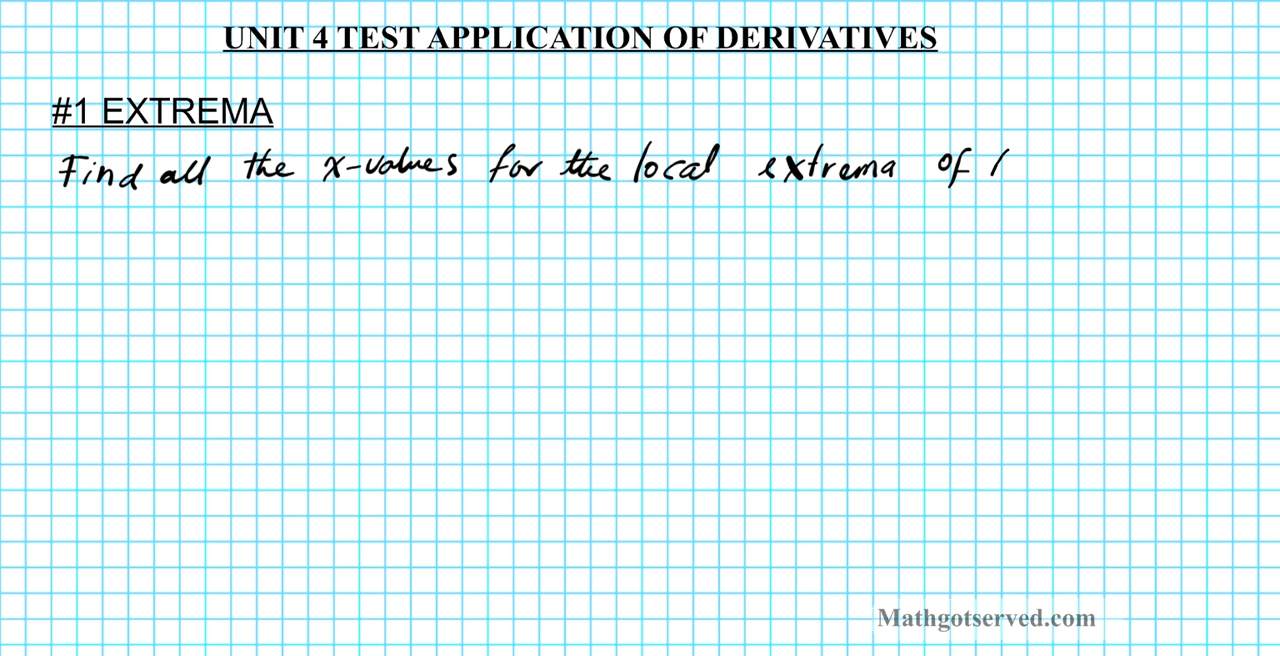 UNIT 4 TEST APPLICATION OF DERIVATIVES
#1 EXTREMA
Find all the x-values for the local extrema of
Mathgotserved.com